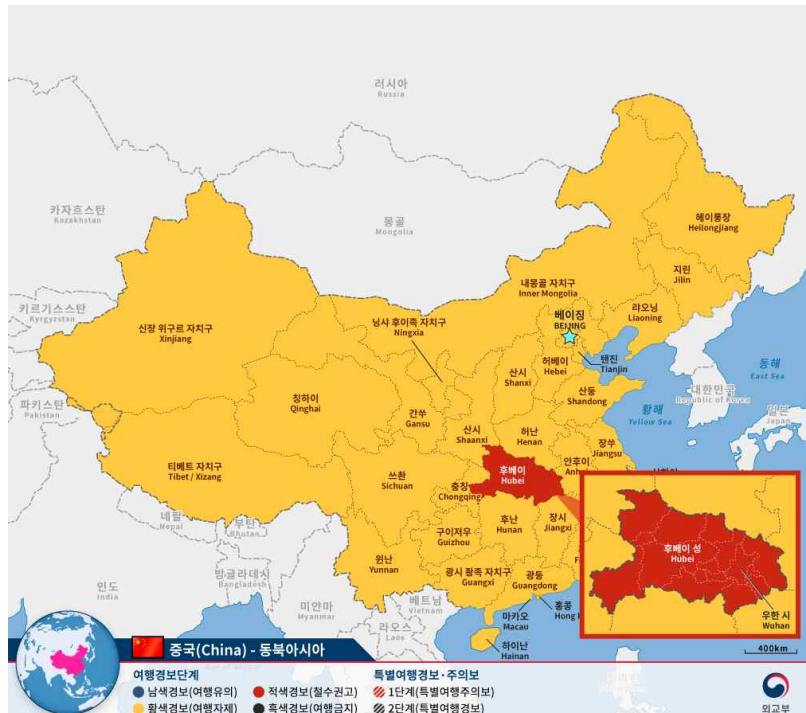 러시아
Russia
카자흐스탄
Kazakhstan
몽골
Mongolia
헤이룽장
Heilongjiang
지린
Jilin
내몽골 자치구
Inner Mongolia
랴오닝
Liaoning
키르기스스탄
Kyrgyzstan
신장 위구르 자치구
Xinjiang
닝샤 후이족 자치구
Ningxia
베이징
BEIJING
톈진
Tianjin
허베이
Hebei
산시
Shanxi
산둥
Shandong
동해
East Sea
대한민국
Republic of Korea
황해
Yellow Sea
일본
Japan
파키스탄
Pakistan
칭하이
Qinghai
간쑤
Gansu
산시
Shaanxi
허난
Henan
장쑤
Jiangsu
안후이
티베트 자치구
Tibet / Xizang
쓰촨
Sichuan
충칭
Chongqing
후베이
Hubei
네팔
Nepal
부탄
Bhutan
구이저우
Guizhou
후난
Hunan
장시
Jiangxi
후베이 성
Hubei
우한 시
Wuhan
인도
India
방글라데시
Bangladesh
윈난
Yunnan
광시 좡족 자치구
Guangxi
광둥
Guangdong
미얀마
Myanmar
베트남
Vietnam
라오스
Laos
마카오
Macau
홍콩
하이난
Hainan
400km
중국(China) - 동북아시아
여행경보단계
특별여행경보·주의보
남색경보(여행유의)
적색경보(철수권고)
1단계(특별여행주의보)
황색경보(여행자제)
흑색경보(여행금지)
2단계(특별여행경보)
외교부